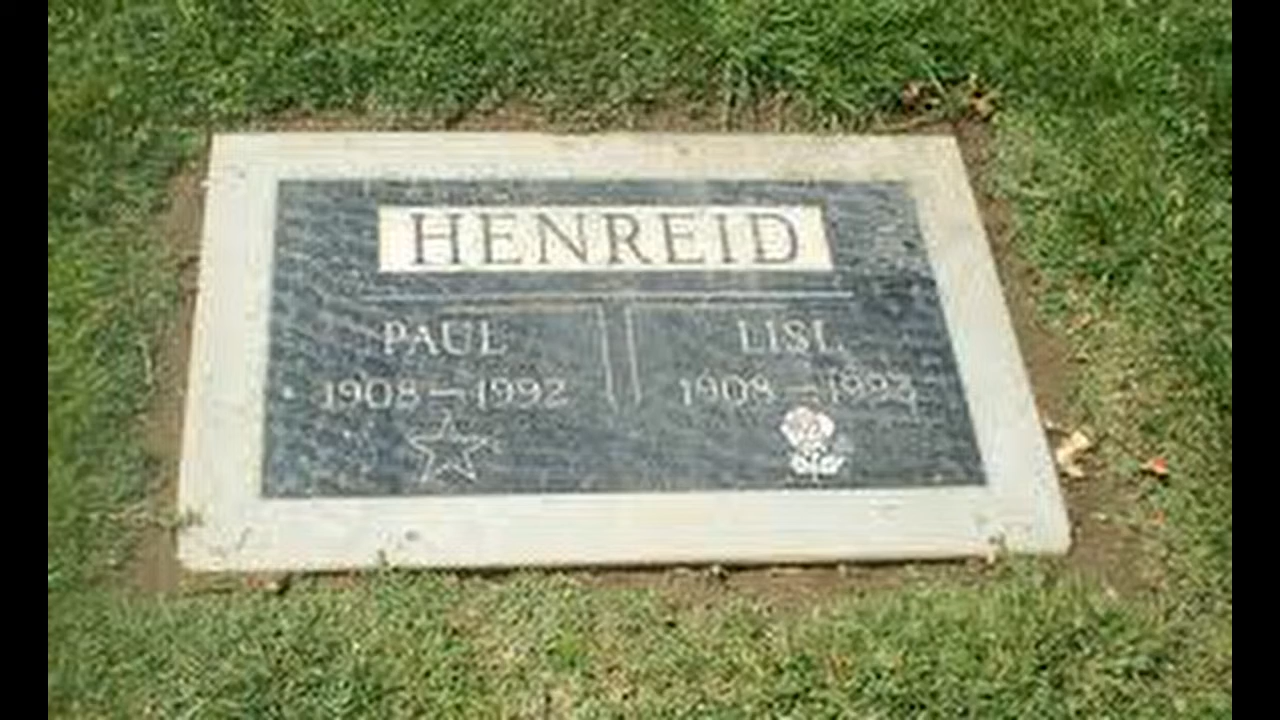 HENREID
PAUL LISL
1908 — 1992 1908 — 1993